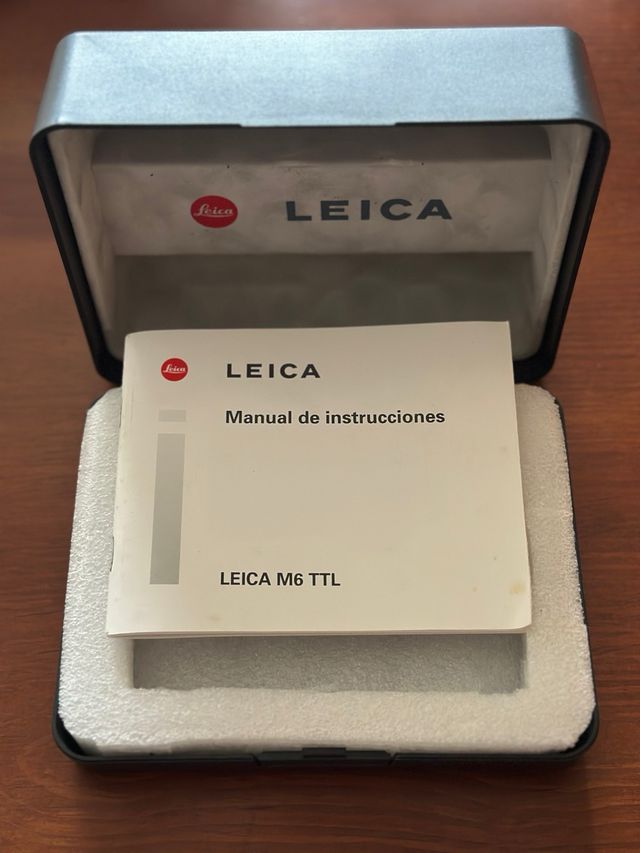 Leica LEICA
Leica LEICA
Manual de instrucciones
LEICA M6 TTL